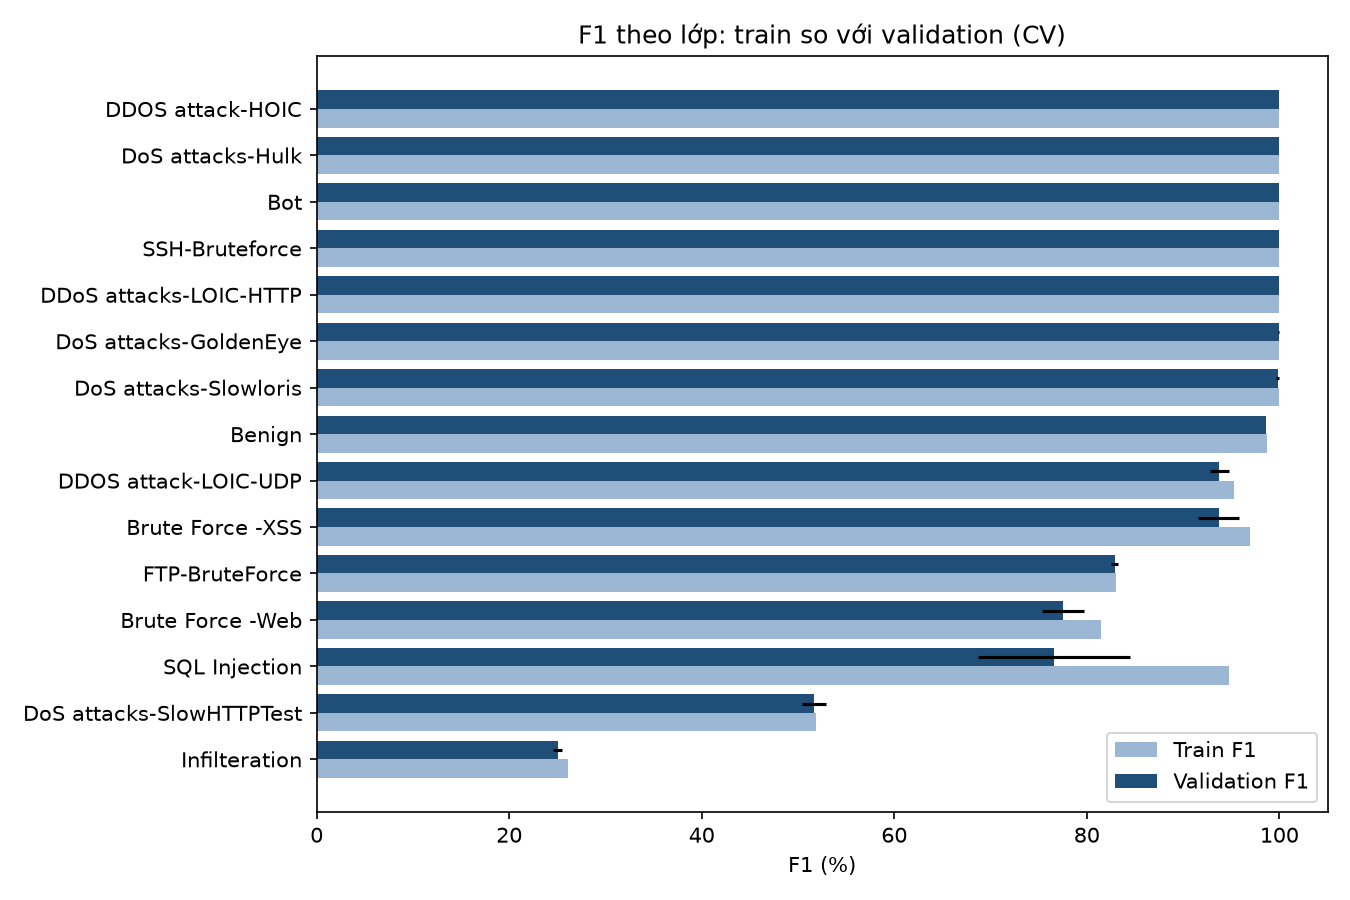 F1 theo lớp: train so với validation (CV)
DDOS attack-HOIC
DoS attacks-Hulk
Bot
SSH-Bruteforce
DDoS attacks-LOIC-HTTP
DoS attacks-GoldenEye
DoS attacks-Slowloris
Benign
DDOS attack-LOIC-UDP
Brute Force -XSS
FTP-BruteForce
Brute Force -Web
SQL Injection
DoS attacks-SlowHTTPTest
Infilteration
Train F1
Validation F1
0 20 40 60 80 100
F1 (%)